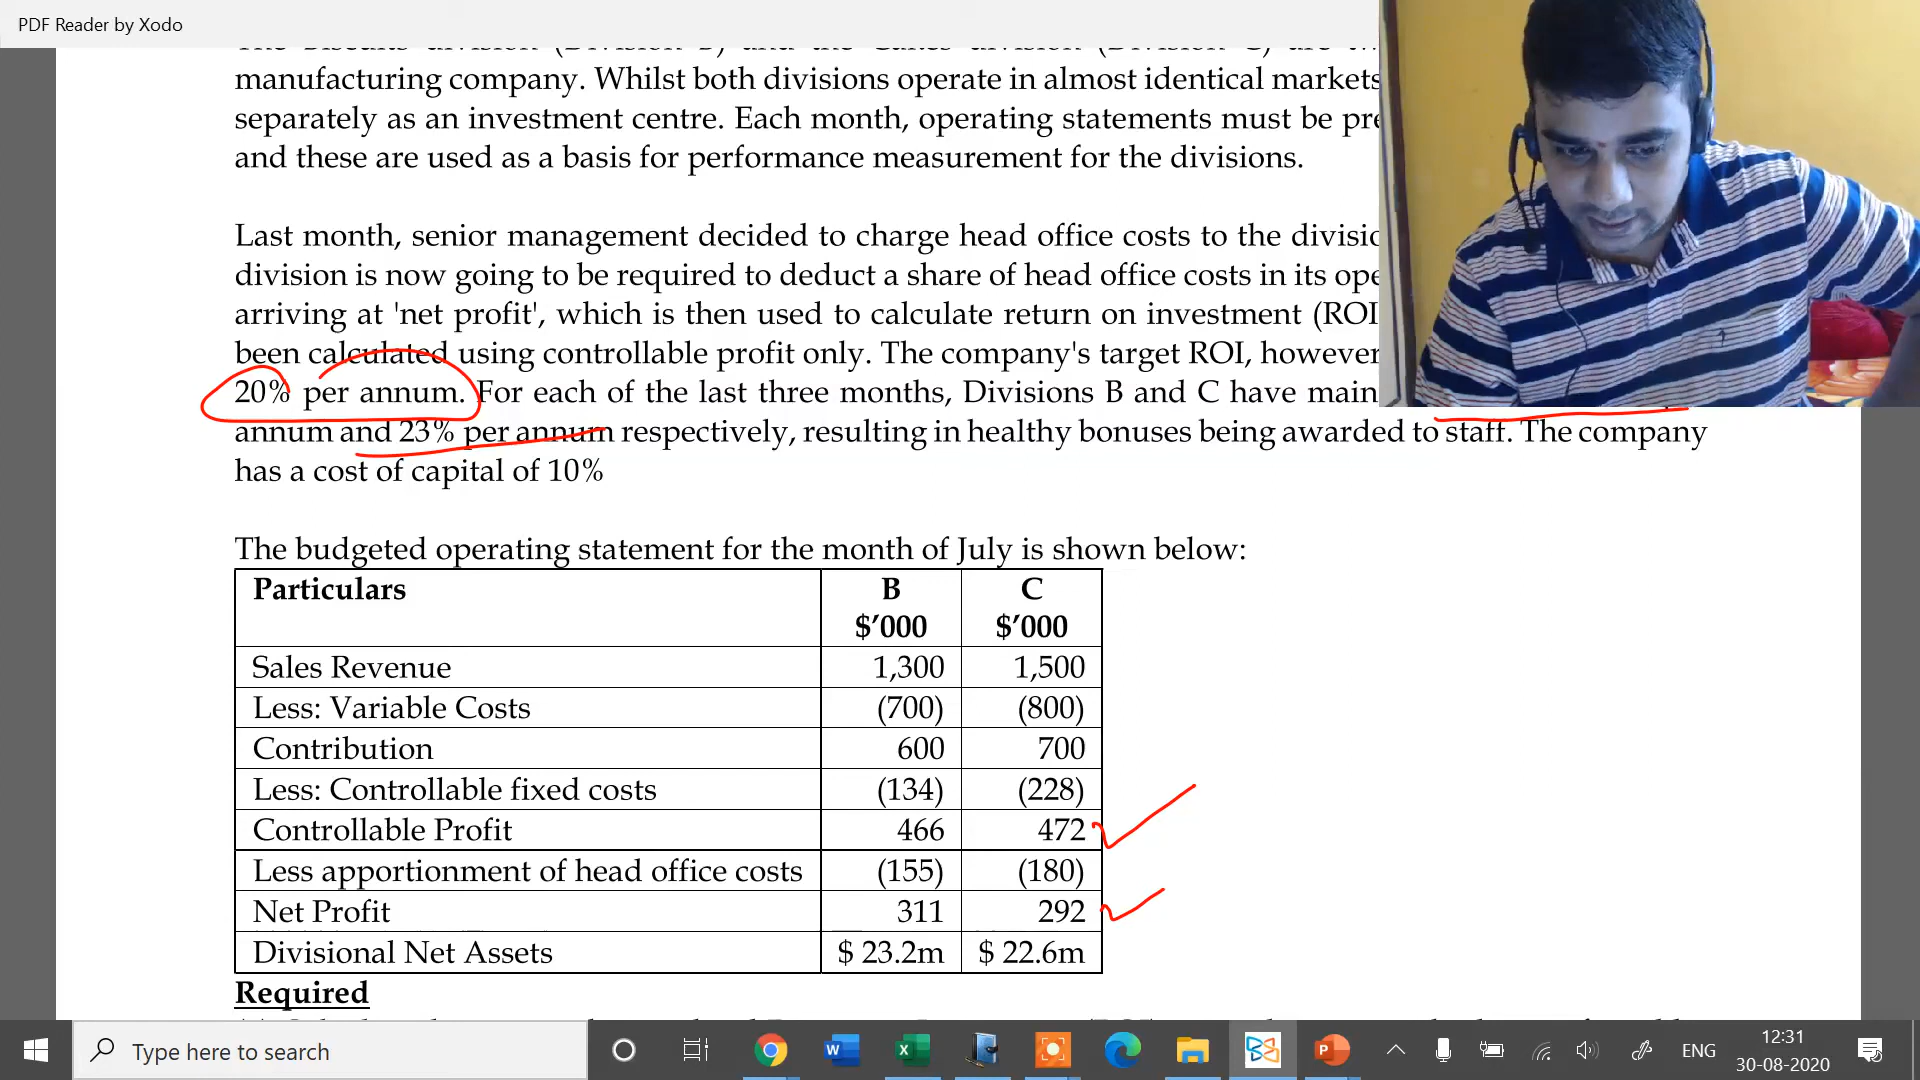 PDF Reader by Xodo
manufacturing company. Whilst both divisions operate in almost identical markets
separately as an investment centre. Each month, operating statements must be
and these are used as a basis for performance measurement for the divisions.
Last month, senior management decided to charge head office costs to the
division is now going to be required to deduct a share of head office costs in its
arriving at 'net profit', which is then used to calculate return on investment (ROI
been calculated using controllable profit only. The company's target ROI, however
20% per annum. For each of the last three months, Divisions B and C have
annum and 23% per annum respectively, resulting in healthy bonuses being awarded to staff. The company
has a cost of capital of 10%
The budgeted operating statement for the month of July is shown below:
Particulars B C
$'000 $'000
Sales Revenue 1,300 1,500
Less: Variable Costs (700) (800)
Contribution 600 700
Less: Controllable fixed costs (134) (228)
Controllable Profit 466 472
Less apportionment of head office costs (155) (180)
Net Profit 311 292
Divisional Net Assets $ 23.2m $ 22.6m
Required
Type here to search
ENG
12:31
30-08-2020